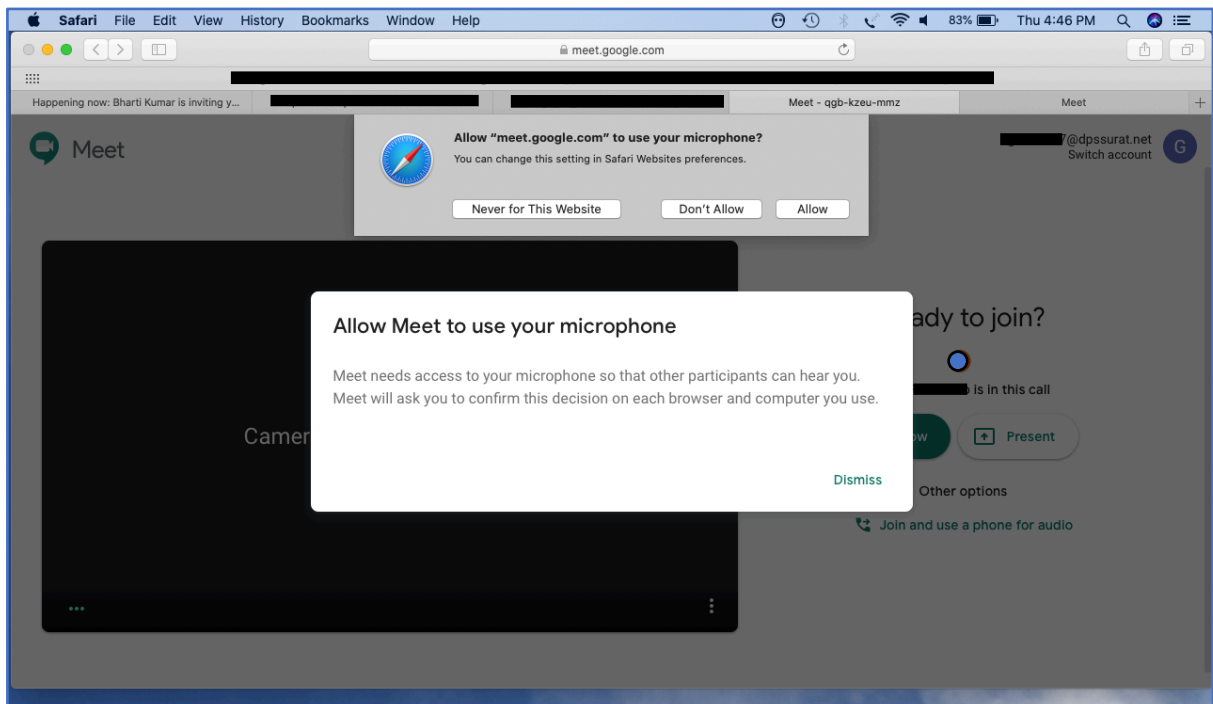 Safari File Edit View History Bookmarks Window Help 83% Thu 4:46 PM
meet.google.com
Happening now: Bharti Kumar is inviting y... Meet - qgb-kzeu-mmz Meet +
Meet
Allow “meet.google.com” to use your microphone?
You can change this setting in Safari Websites preferences.
Never for This Website Don’t Allow Allow
7@dpssurat.net
Switch account
G
Allow Meet to use your microphone
Meet needs access to your microphone so that other participants can hear you.
Meet will ask you to confirm this decision on each browser and computer you use.
Dismiss
Camer
ady to join?
is in this call
ow Present
Other options
Join and use a phone for audio